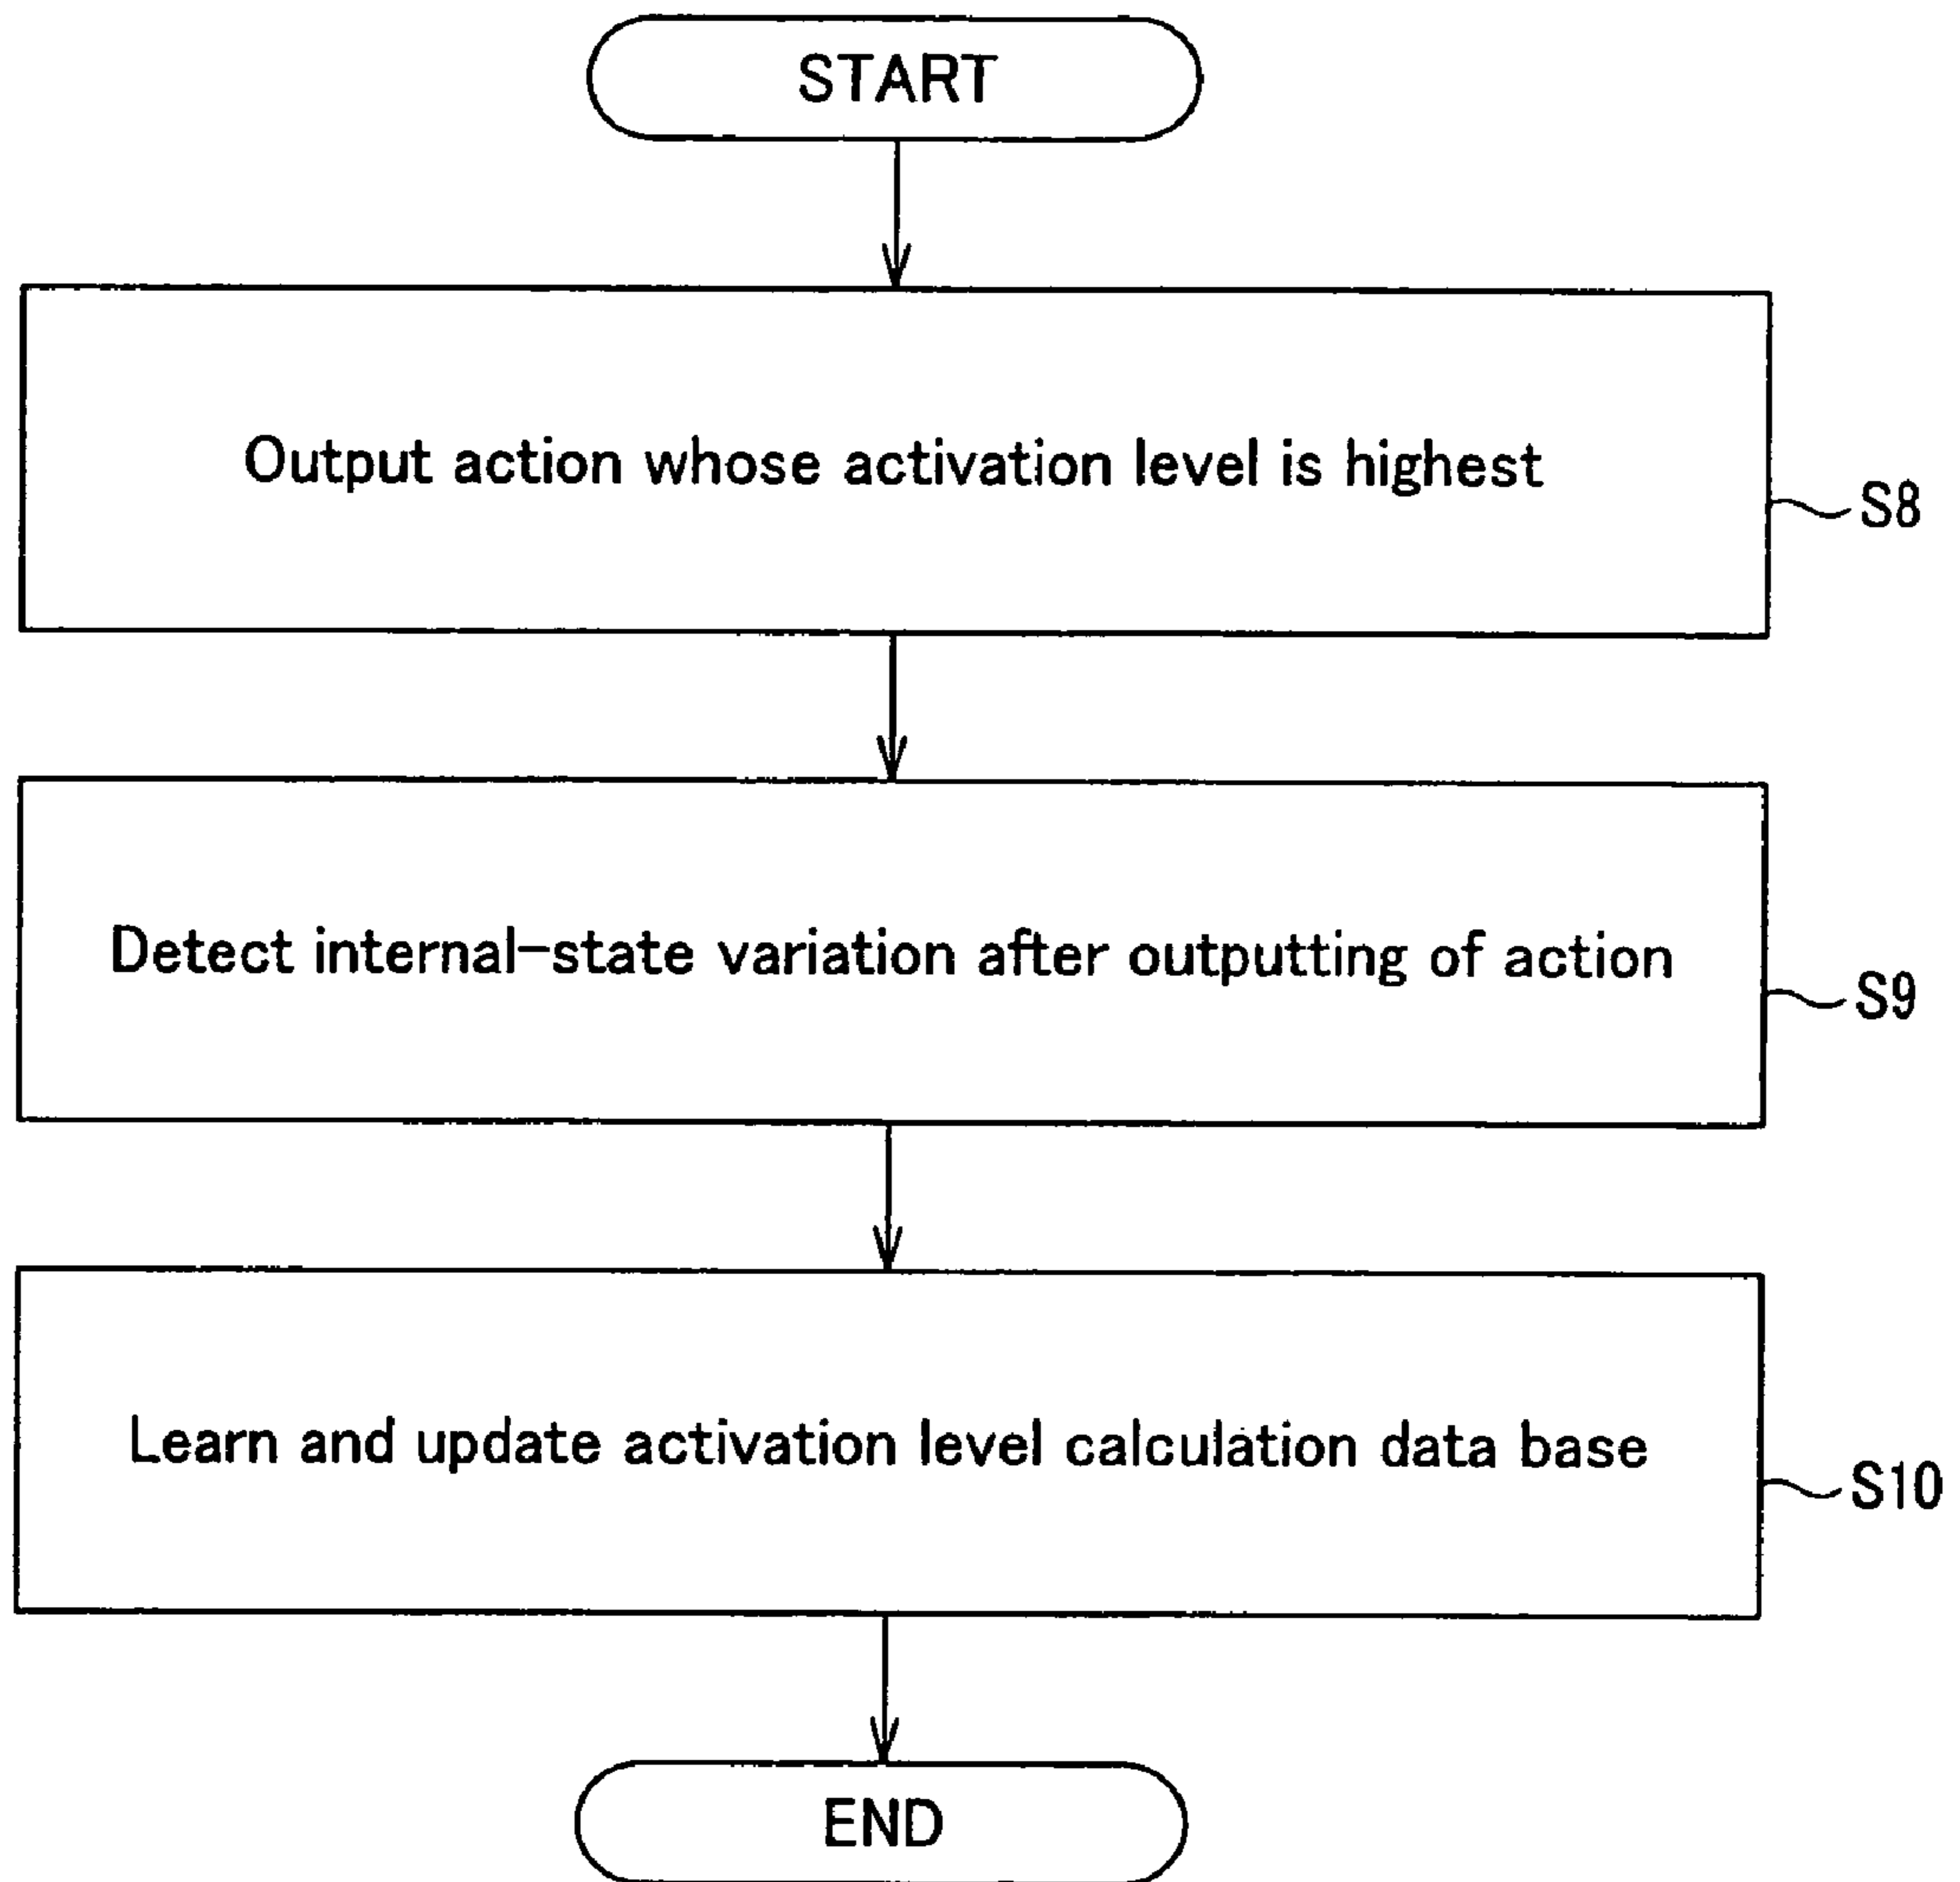 START
Output action whose activation level is highest
S8
Detect internal-state variation after outputting of action
S9
Learn and update activation level calculation data base
S10
END